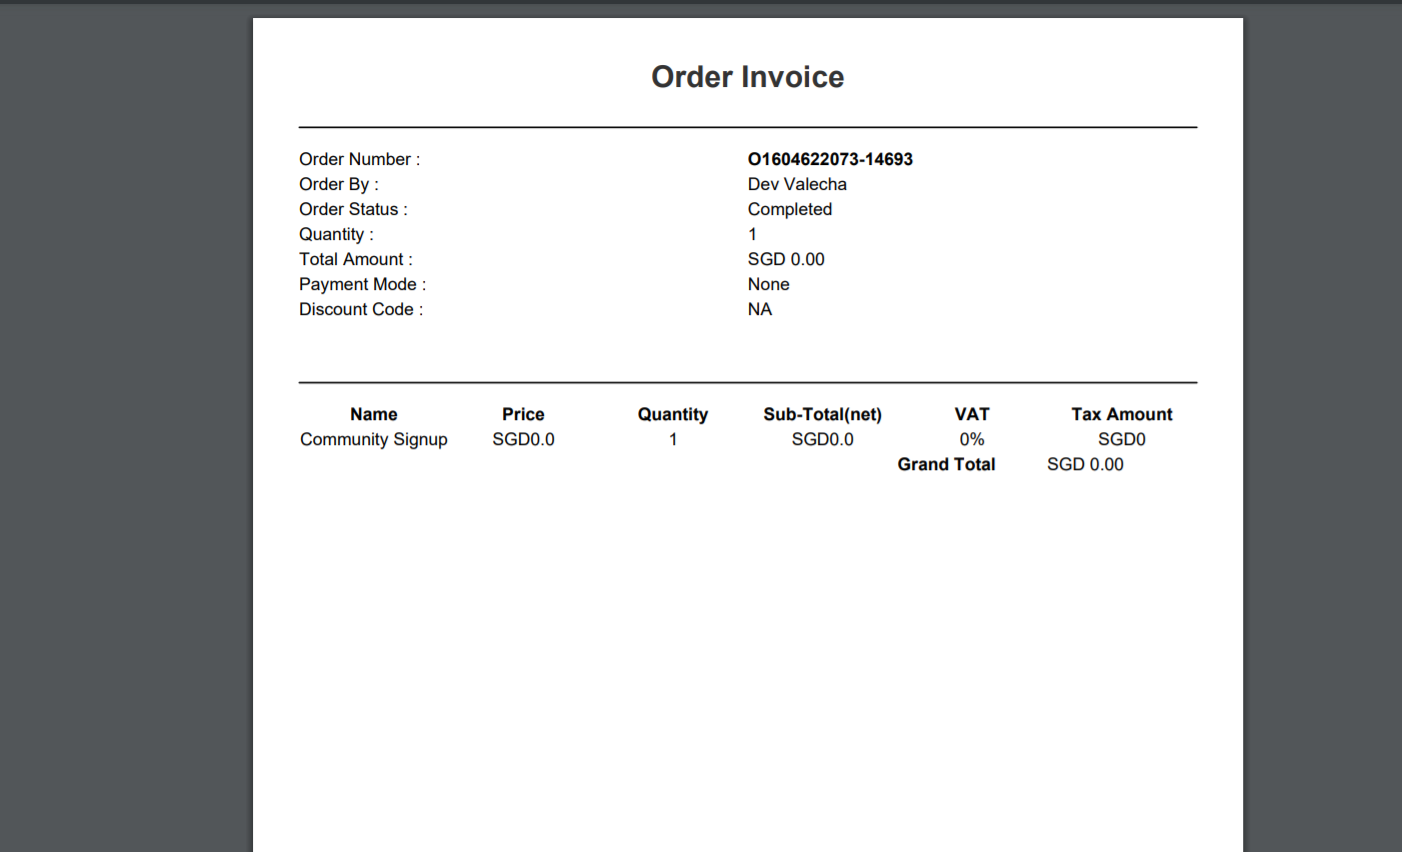 Order Invoice
Order Number : O1604622073-14693
Order By : Dev Valecha
Order Status : Completed
Quantity : 1
Total Amount : SGD 0.00
Payment Mode : None
Discount Code : NA
Name Price Quantity Sub-Total(net) VAT Tax Amount
Community Signup SGD0.0 1 SGD0.0 0% SGD0
Grand Total SGD 0.00